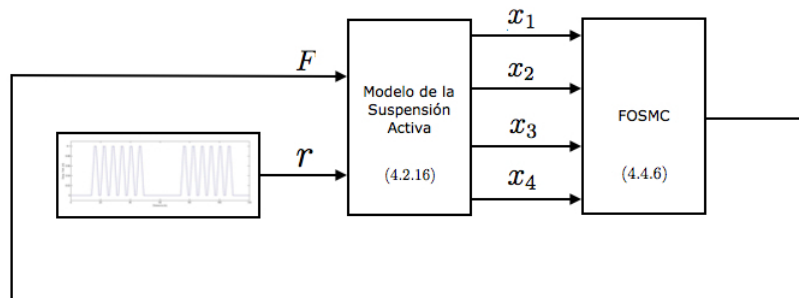 F
r
Modelo de la
Suspensión
Activa
(4.2.16)
x₁
x₂
x₃
x₄
FOSMC
(4.4.6)